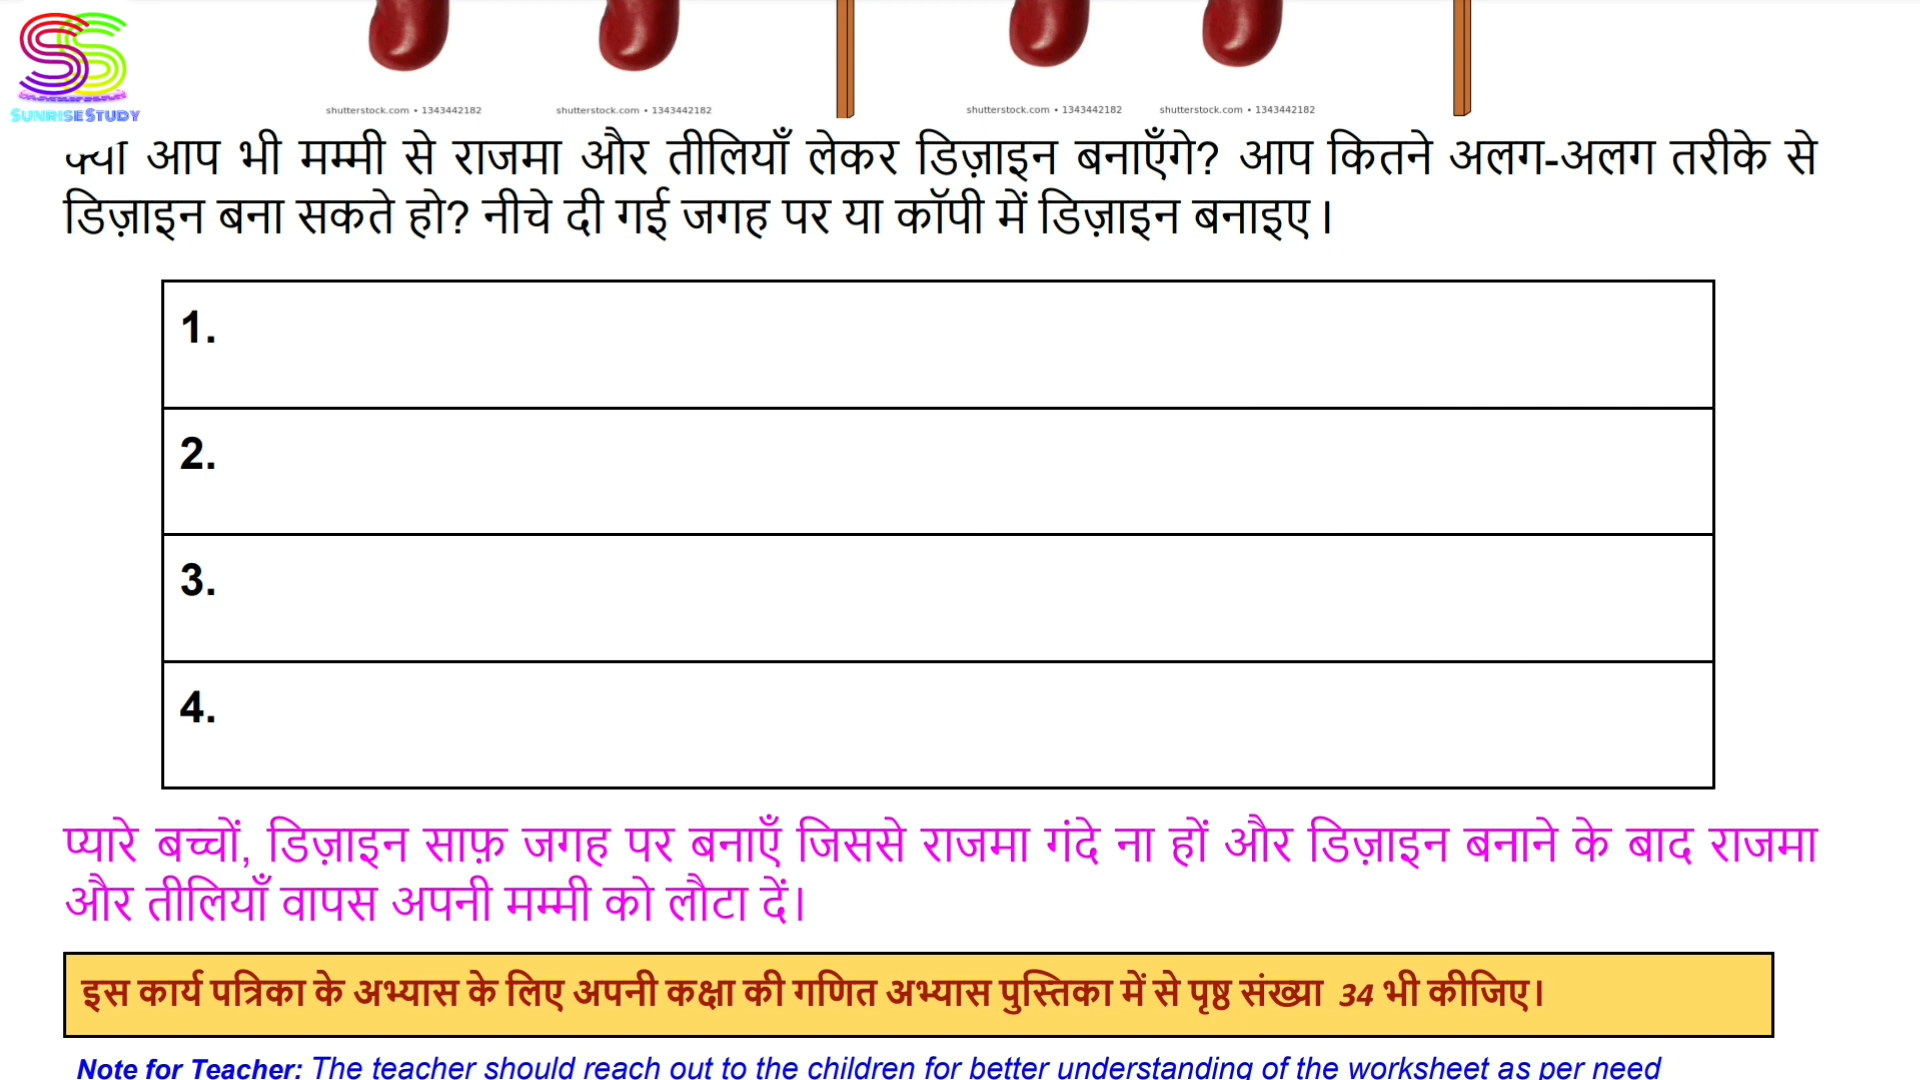 SS
SUNRISESTUDY
shutterstock.com • 1343442182 shutterstock.com • 1343442182 shutterstock.com • 1343442182 shutterstock.com • 1343442182
क्या आप भी मम्मी से राजमा और तीलियाँ लेकर डिज़ाइन बनाएँगे? आप कितने अलग-अलग तरीके से
डिज़ाइन बना सकते हो? नीचे दी गई जगह पर या कॉपी में डिज़ाइन बनाइए।
1.
2.
3.
4.
प्यारे बच्चों, डिज़ाइन साफ़ जगह पर बनाएँ जिससे राजमा गंदे ना हों और डिज़ाइन बनाने के बाद राजमा
और तीलियाँ वापस अपनी मम्मी को लौटा दें।
इस कार्य पत्रिका के अभ्यास के लिए अपनी कक्षा की गणित अभ्यास पुस्तिका में से पृष्ठ संख्या 34 भी कीजिए।
Note for Teacher: The teacher should reach out to the children for better understanding of the worksheet as per need